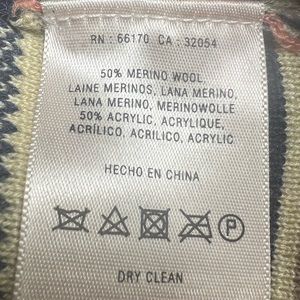 RN : 66170 CA : 32054
50% MERINO WOOL,
LAINE MERINOS, LANA MERINO,
LANA MERINO, MERINOWOLLE
50% ACRYLIC, ACRYLIQUE,
ACRÍLICO, ACRILICO, ACRYLIC
HECHO EN CHINA
P
DRY CLEAN